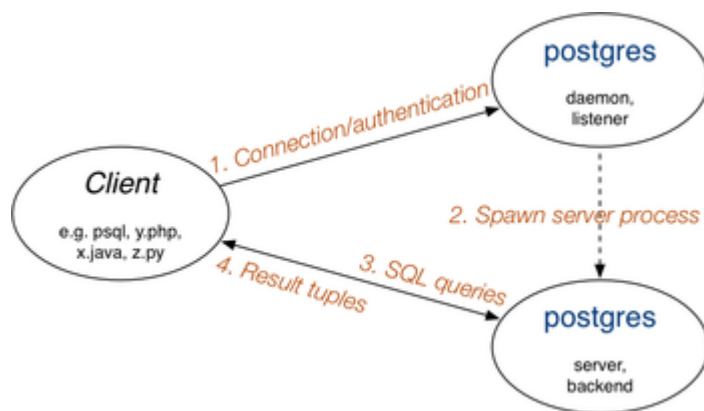 postgres
daemon,
listener
1. Connection/authentication
Client
e.g. psql, y.php,
x.java, z.py
2. Spawn server process
3. SQL queries
4. Result tuples
postgres
server,
backend